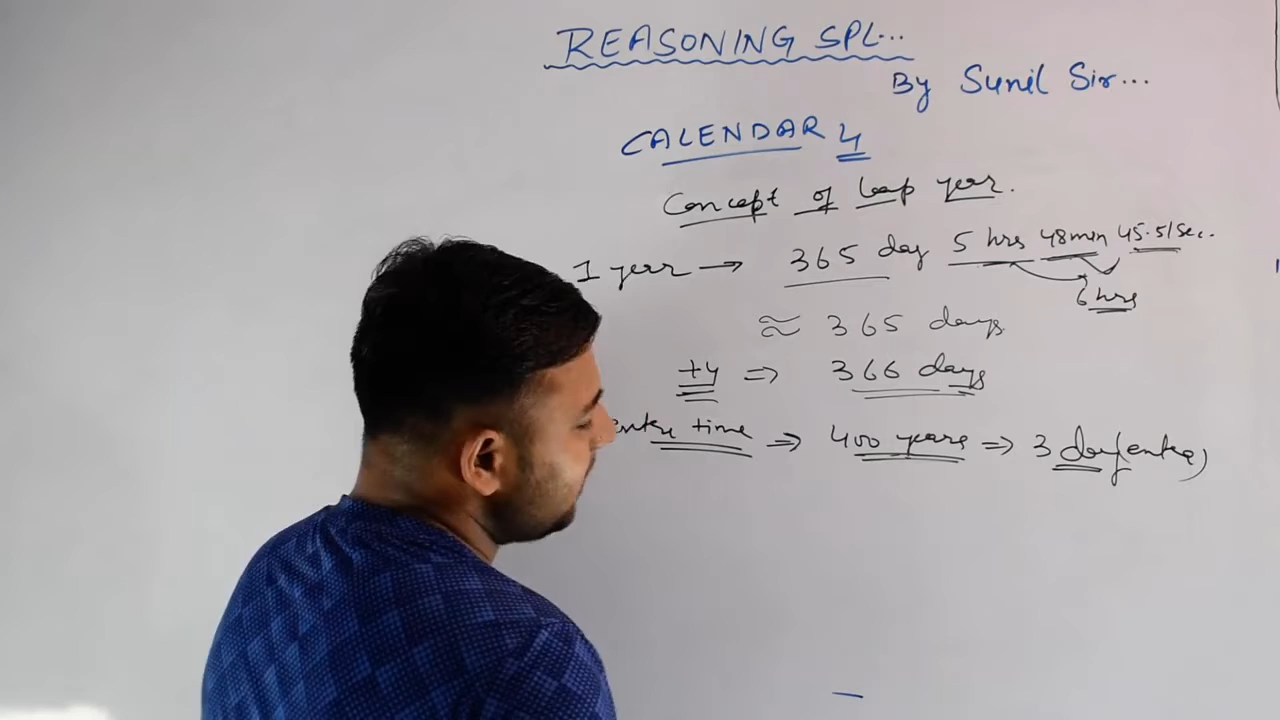 REASONING SPL...
By Sunil Sir...
CALENDAR 4
Concept of leap year.
1 year → 365 day 5 hrs 48 min 45.51 sec.
6 hrs
≈ 365 days
+4 ⇒ 366 days
time ⇒ 400 years ⇒ 3 day